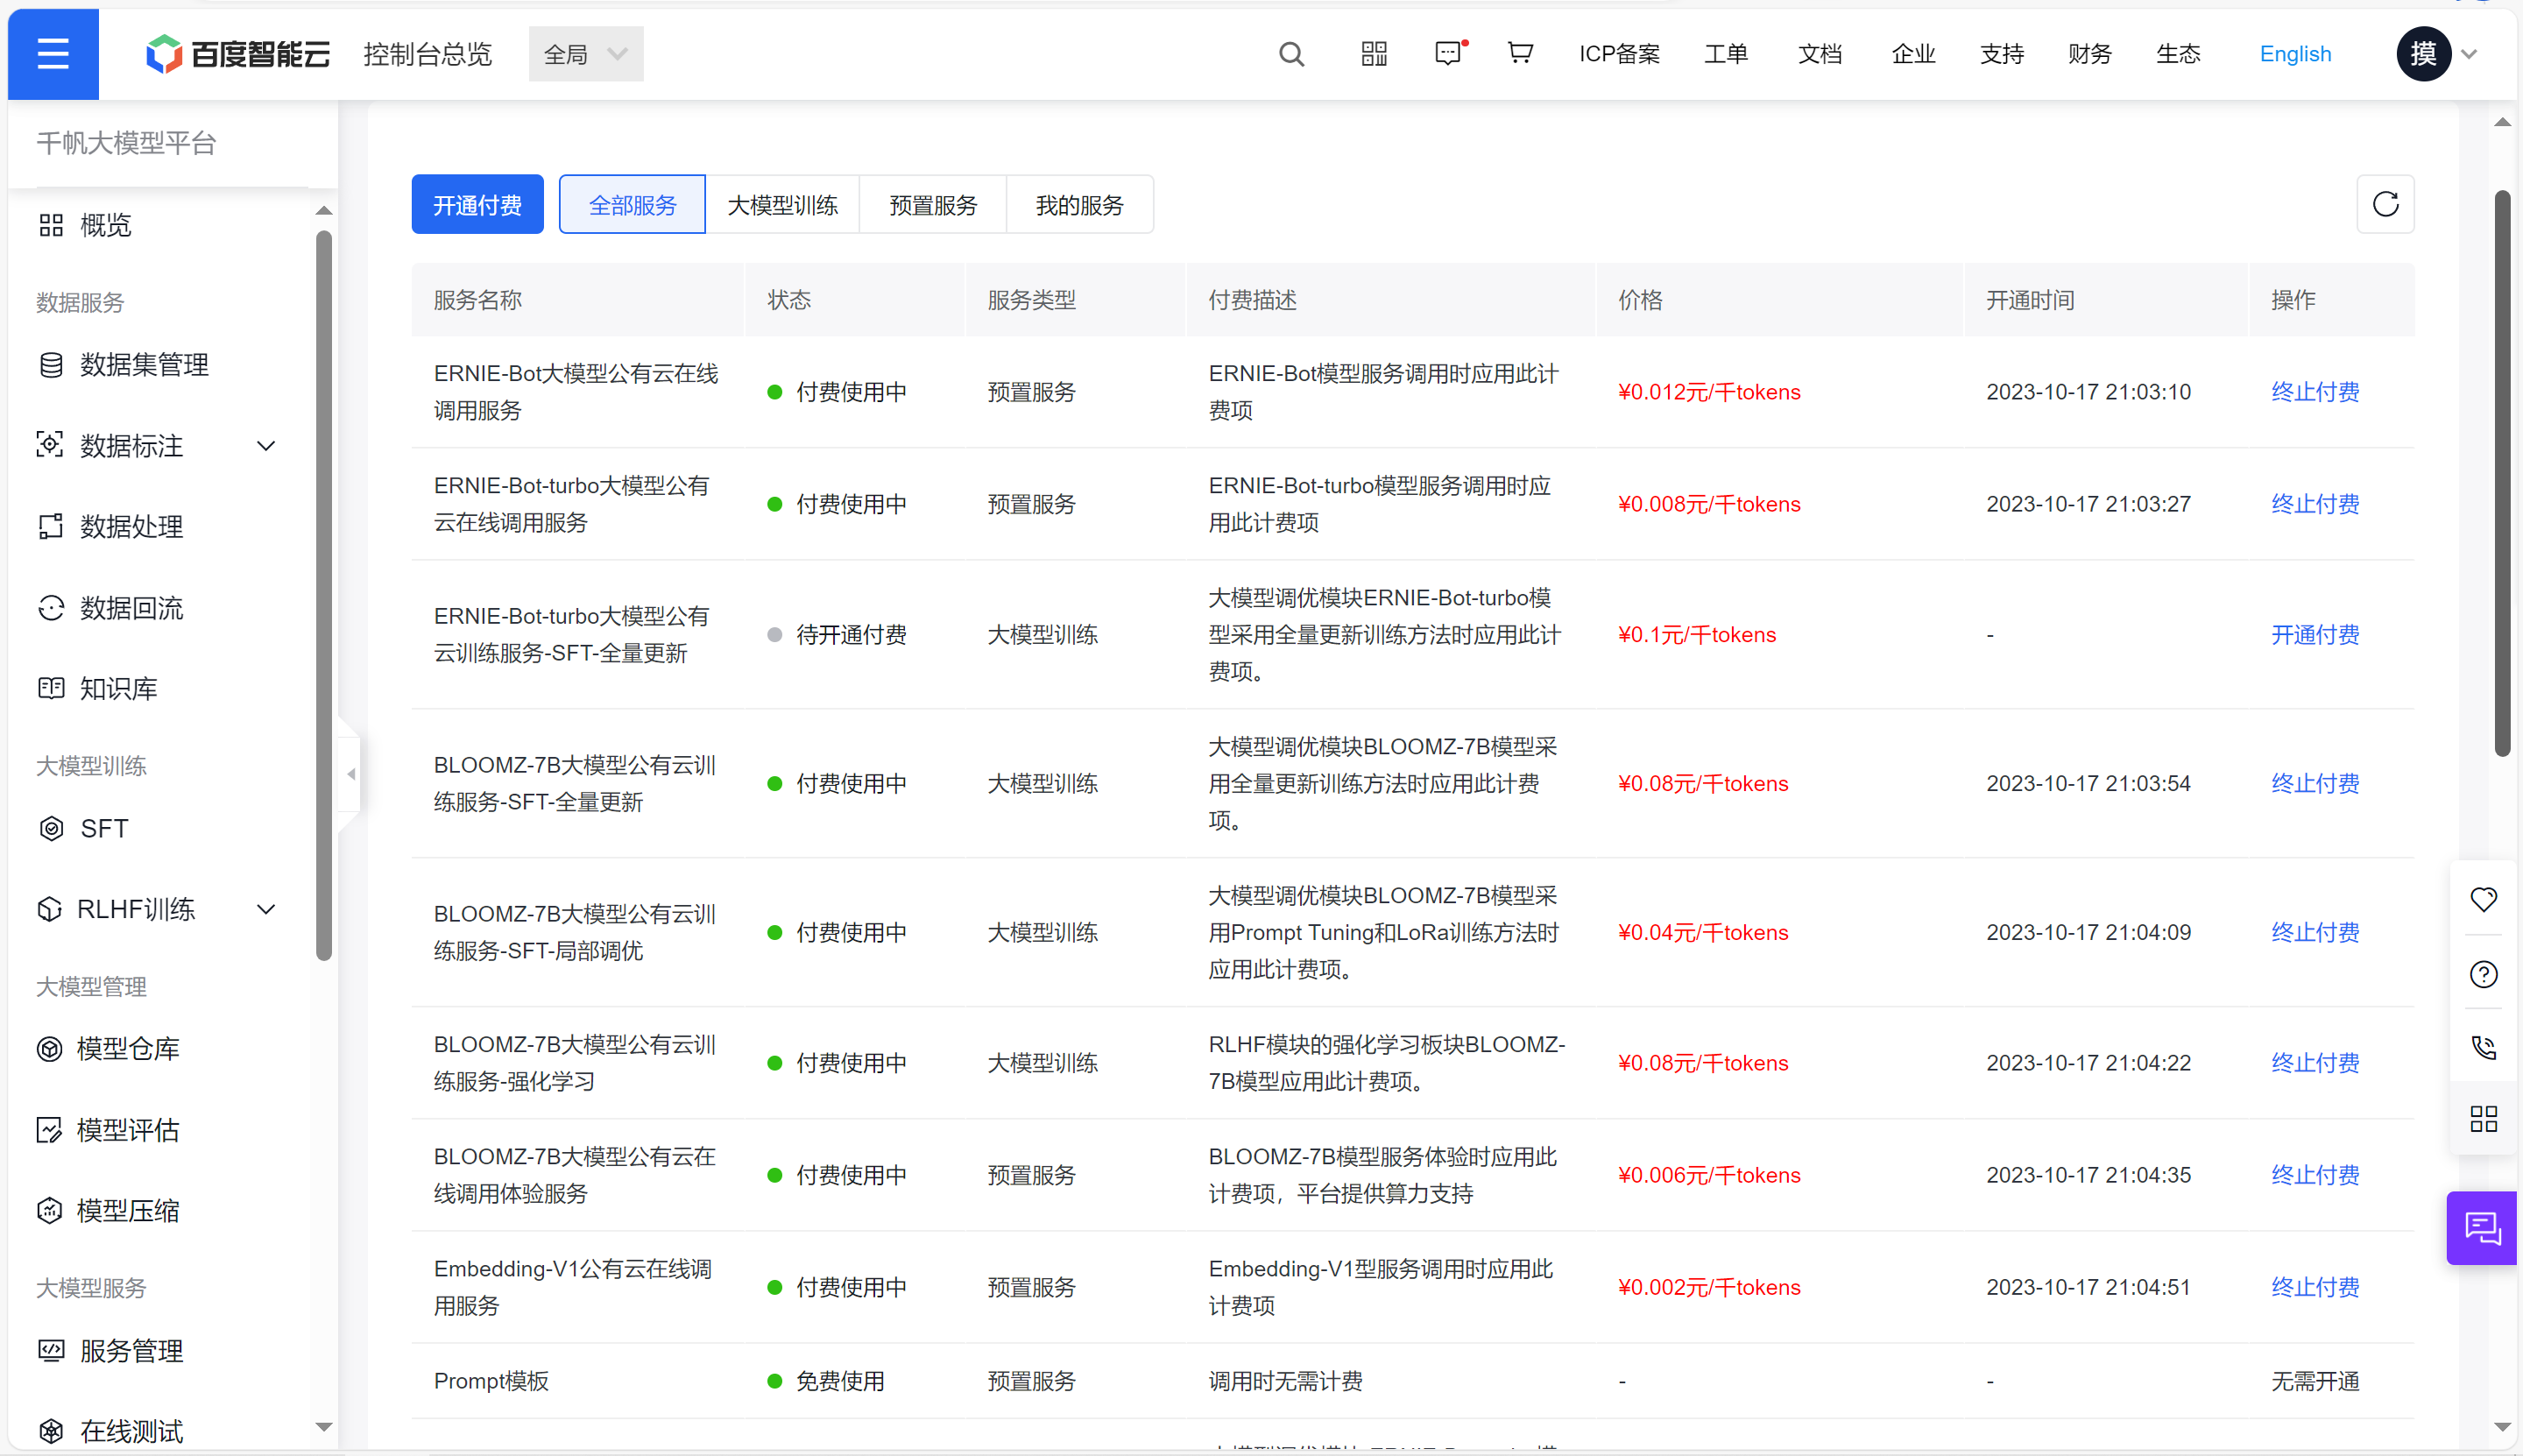 百度智能云 控制台总览 全局 ICP备案 工单 文档 企业 支持 财务 生态 English 摸
千帆大模型平台
概览
数据服务
数据集管理
数据标注
数据处理
数据回流
知识库
大模型训练
SFT
RLHF训练
大模型管理
模型仓库
模型评估
模型压缩
大模型服务
服务管理
在线测试
开通付费 全部服务 大模型训练 预置服务 我的服务
服务名称 状态 服务类型 付费描述 价格 开通时间 操作
ERNIE-Bot大模型公有云在线
调用服务
付费使用中
预置服务
ERNIE-Bot模型服务调用时应用此计
费项
¥0.012元/千tokens
2023-10-17 21:03:10
终止付费
ERNIE-Bot-turbo大模型公有
云在线调用服务
付费使用中
预置服务
ERNIE-Bot-turbo模型服务调用时应
用此计费项
¥0.008元/千tokens
2023-10-17 21:03:27
终止付费
ERNIE-Bot-turbo大模型公有
云训练服务-SFT-全量更新
待开通付费
大模型训练
大模型调优模块ERNIE-Bot-turbo模
型采用全量更新训练方法时应用此计
费项。
¥0.1元/千tokens
-
开通付费
BLOOMZ-7B大模型公有云训
练服务-SFT-全量更新
付费使用中
大模型训练
大模型调优模块BLOOMZ-7B模型采
用全量更新训练方法时应用此计费
项。
¥0.08元/千tokens
2023-10-17 21:03:54
终止付费
BLOOMZ-7B大模型公有云训
练服务-SFT-局部调优
付费使用中
大模型训练
大模型调优模块BLOOMZ-7B模型采
用Prompt Tuning和LoRa训练方法时
应用此计费项。
¥0.04元/千tokens
2023-10-17 21:04:09
终止付费
BLOOMZ-7B大模型公有云训
练服务-强化学习
付费使用中
大模型训练
RLHF模块的强化学习板块BLOOMZ-
7B模型应用此计费项。
¥0.08元/千tokens
2023-10-17 21:04:22
终止付费
BLOOMZ-7B大模型公有云在
线调用体验服务
付费使用中
预置服务
BLOOMZ-7B模型服务体验时应用此
计费项，平台提供算力支持
¥0.006元/千tokens
2023-10-17 21:04:35
终止付费
Embedding-V1公有云在线调
用服务
付费使用中
预置服务
Embedding-V1型服务调用时应用此
计费项
¥0.002元/千tokens
2023-10-17 21:04:51
终止付费
Prompt模板
免费使用
预置服务
调用时无需计费
-
-
无需开通